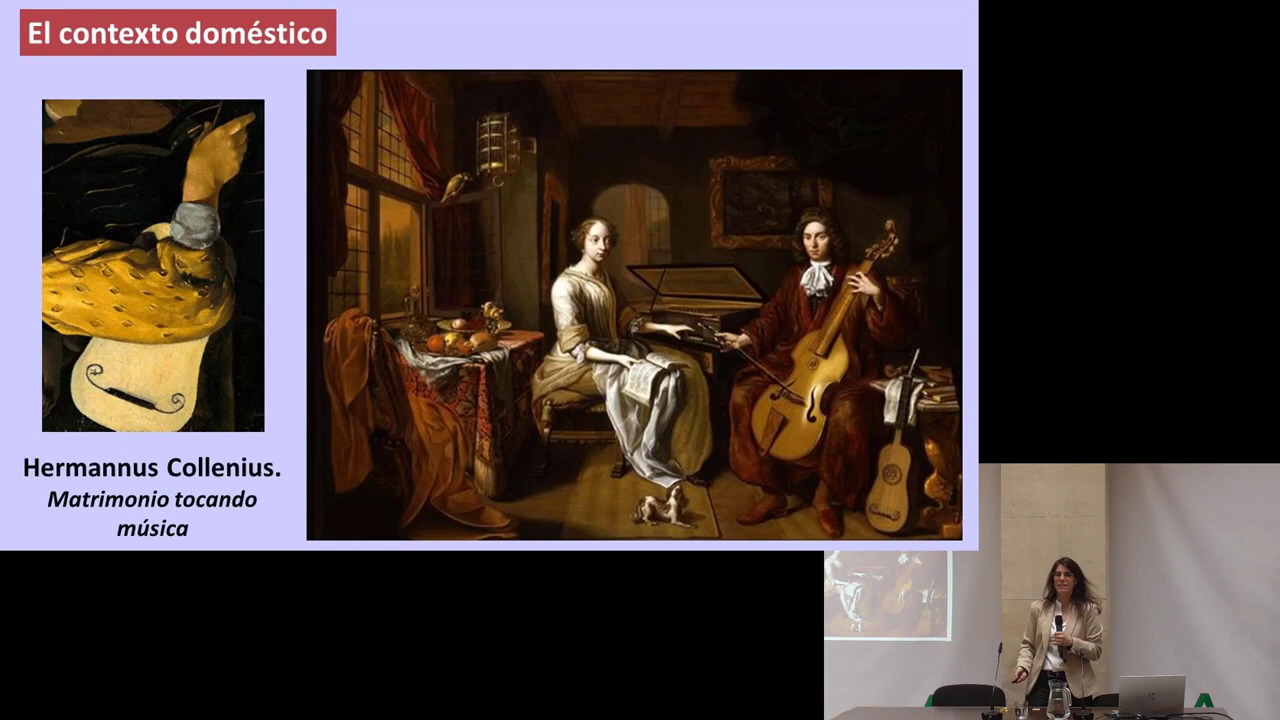 El contexto doméstico
Hermannus Collenius.
Matrimonio tocando
música